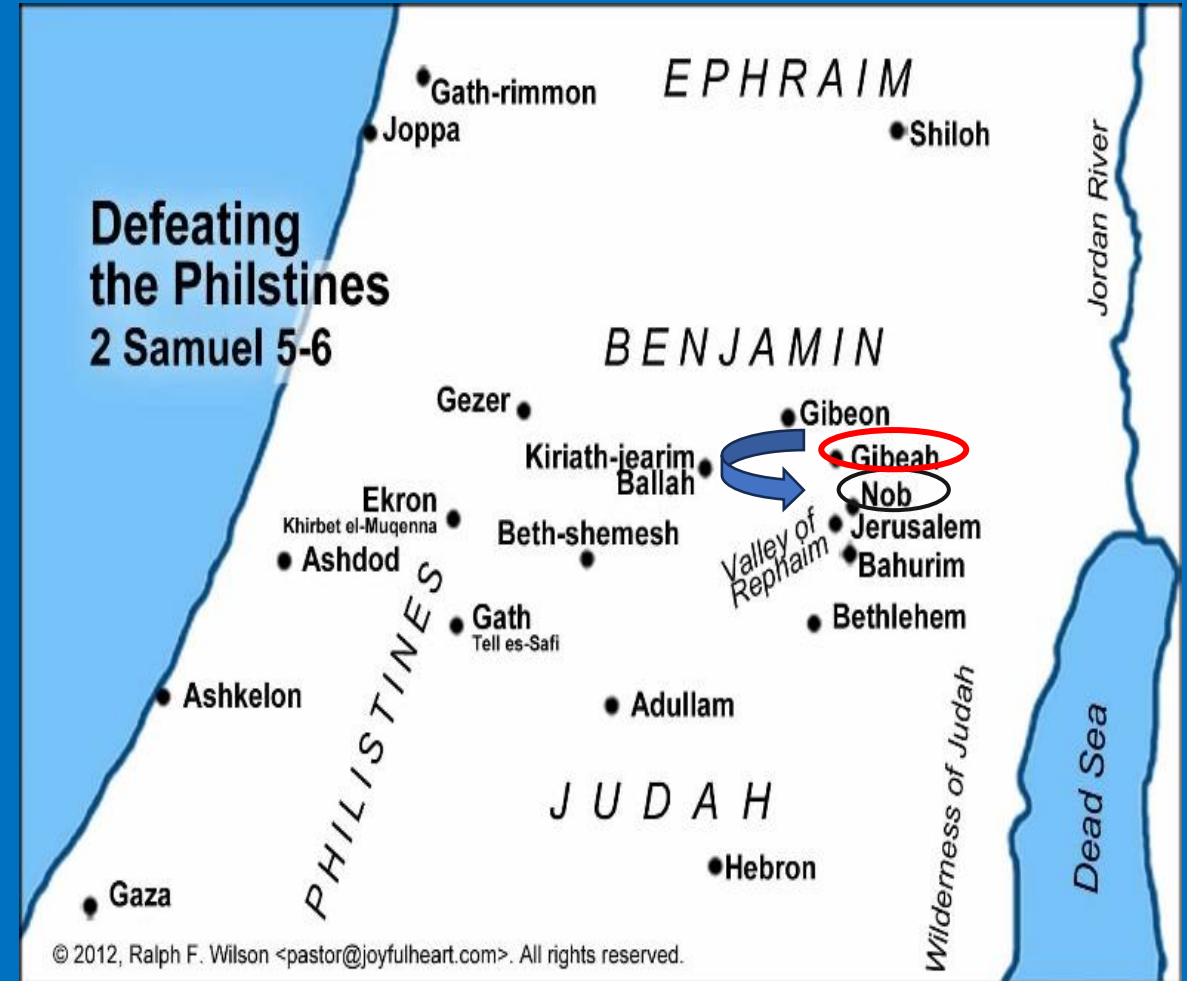 EPHRAIM
Gath-rimmon
Joppa
Shiloh
Jordan River
Defeating
the Philstines
2 Samuel 5-6
BENJAMIN
Gezer
Gibeon
Kiriath-jearim
Ballah
Gibeah
Nob
Ekron
Khirbet el-Muqenna
Beth-shemesh
Valley of
Rephaim
Jerusalem
Ashdod
Bahurim
Gath
Tell es-Safi
Bethlehem
PHILISTINES
Ashkelon
Adullam
Wilderness of Judah
Dead Sea
JUDAH
Hebron
Gaza
© 2012, Ralph F. Wilson <pastor@joyfulheart.com>. All rights reserved.